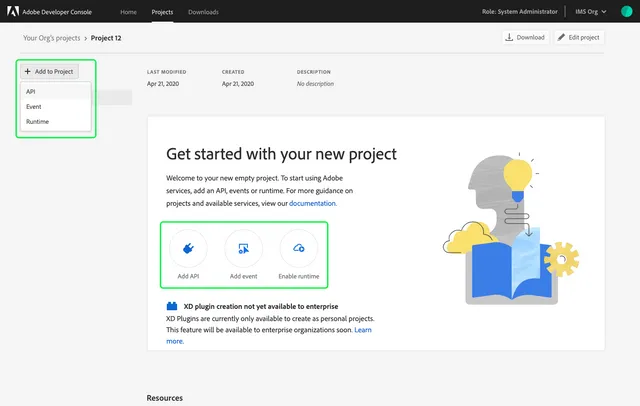 Adobe Developer Console
Home
Projects
Downloads
Role: System Administrator
IMS Org
Your Org's projects > Project 12
Download
Edit project
+ Add to Project
API
Event
Runtime
LAST MODIFIED
CREATED
DESCRIPTION
Apr 21, 2020
Apr 21, 2020
No description
Get started with your new project
Welcome to your new empty project. To start using Adobe
services, add an API, events or runtime. For more guidance on
projects and available services, view our documentation.
Add API
Add event
Enable runtime
XD plugin creation not yet available to enterprise
XD Plugins are currently only available to create as personal projects.
This feature will be available to enterprise organizations soon. Learn
more.
Resources